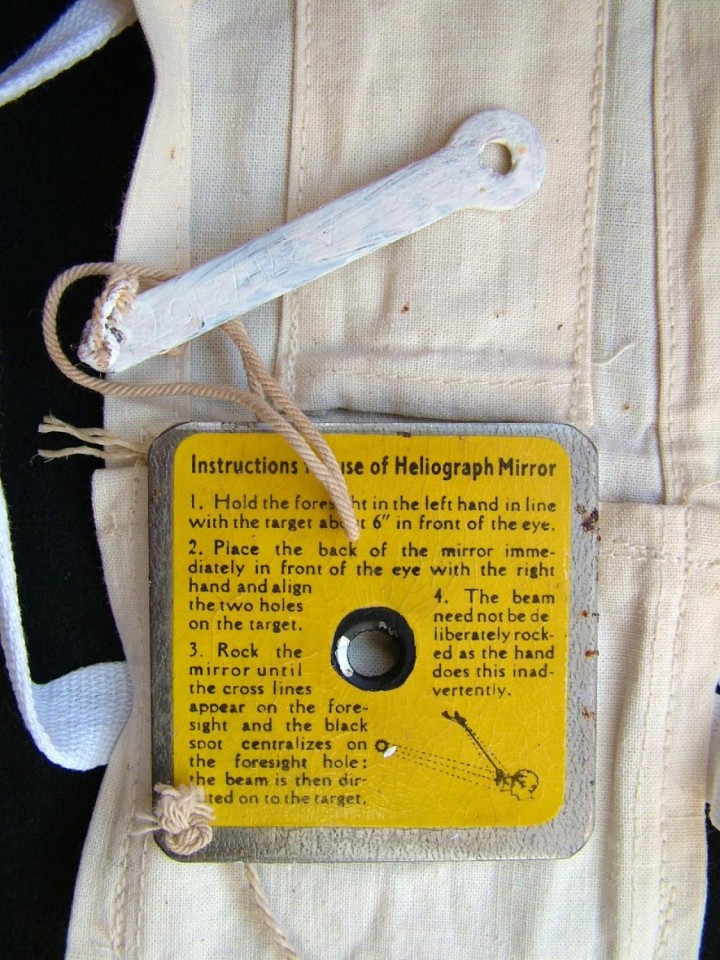 Instructions use of Heliograph Mirror
1. Hold the foresight in the left hand in line
with the target about 6" in front of the eye.
2. Place the back of the mirror imme-
diately in front of the eye with the right
hand and align
the two holes
on the target.
3. Rock the
mirror until
the cross lines
appear on the fore-
sight and the black
spot centralizes on
the foresight hole:
the beam is then dir-
cted on to the target.
4. The beam
need not be de
liberately rock-
ed as the hand
does this inad-
vertently.